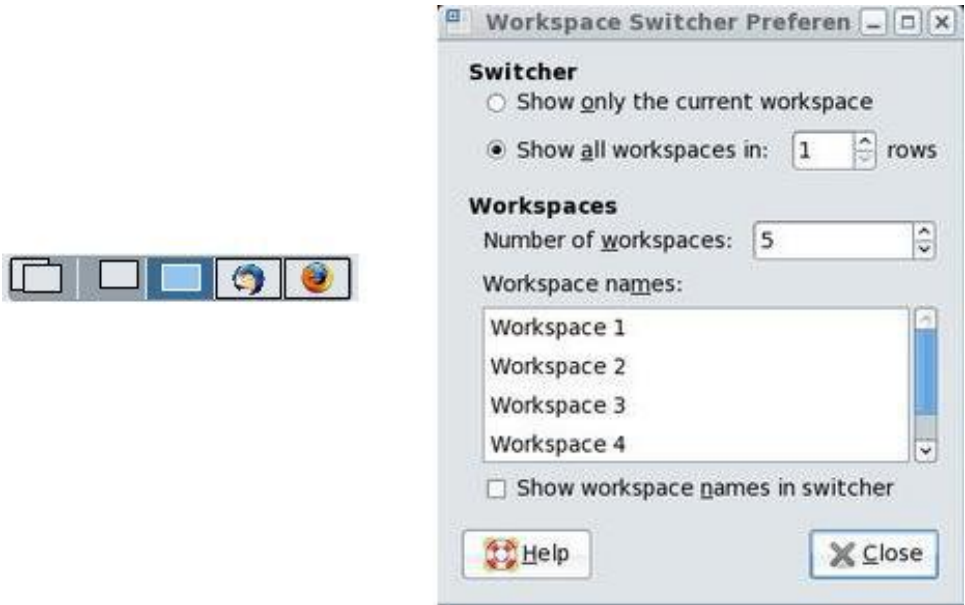 Workspace Switcher Preferen
Switcher
Show only the current workspace
Show all workspaces in: 1 rows
Workspaces
Number of workspaces: 5
Workspace names:
Workspace 1
Workspace 2
Workspace 3
Workspace 4
Show workspace names in switcher
Help Close